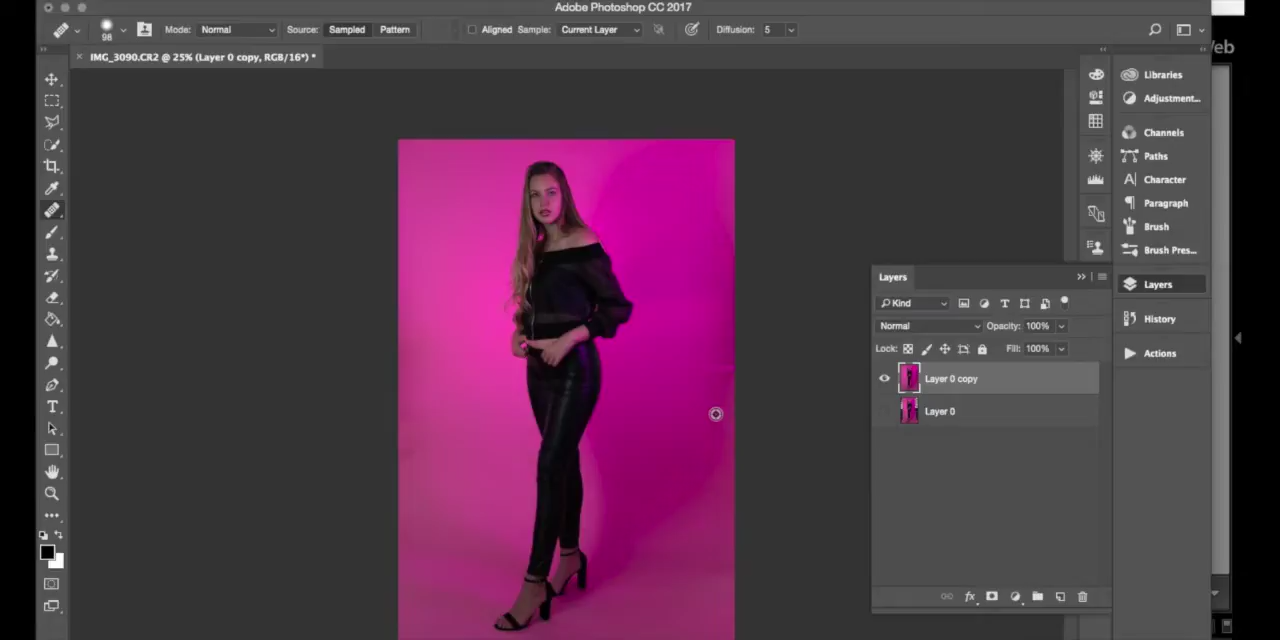 Adobe Photoshop CC 2017
98 Mode: Normal Source: Sampled Pattern Aligned Sample: Current Layer Diffusion: 5
× IMG_3090.CR2 @ 25% (Layer 0 copy, RGB/16*) *
Libraries
Adjustment...
Channels
Paths
Character
Paragraph
Brush
Brush Pres...
Layers
History
Actions
Layers
Kind
Normal Opacity: 100%
Lock: Fill: 100%
Layer 0 copy
Layer 0